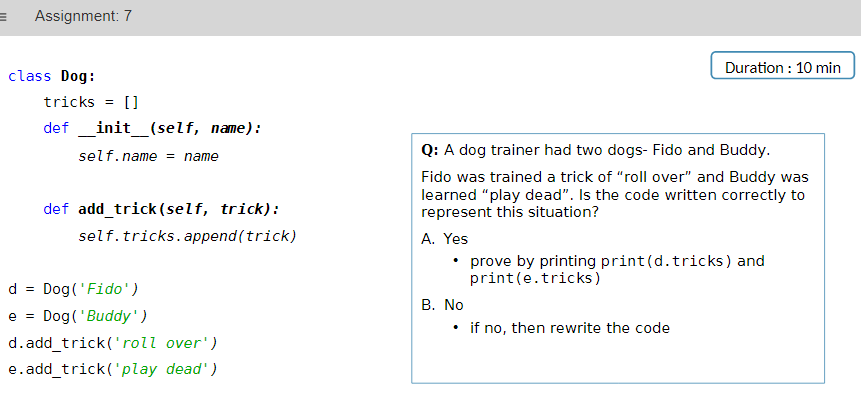 Assignment: 7
Duration : 10 min
class Dog:
tricks = []
def __init__(self, name):
self.name = name
def add_trick(self, trick):
self.tricks.append(trick)
d = Dog('Fido')
e = Dog('Buddy')
d.add_trick('roll over')
e.add_trick('play dead')
Q: A dog trainer had two dogs- Fido and Buddy.
Fido was trained a trick of “roll over” and Buddy was
learned “play dead”. Is the code written correctly to
represent this situation?
A. Yes
• prove by printing print(d.tricks) and
print(e.tricks)
B. No
• if no, then rewrite the code